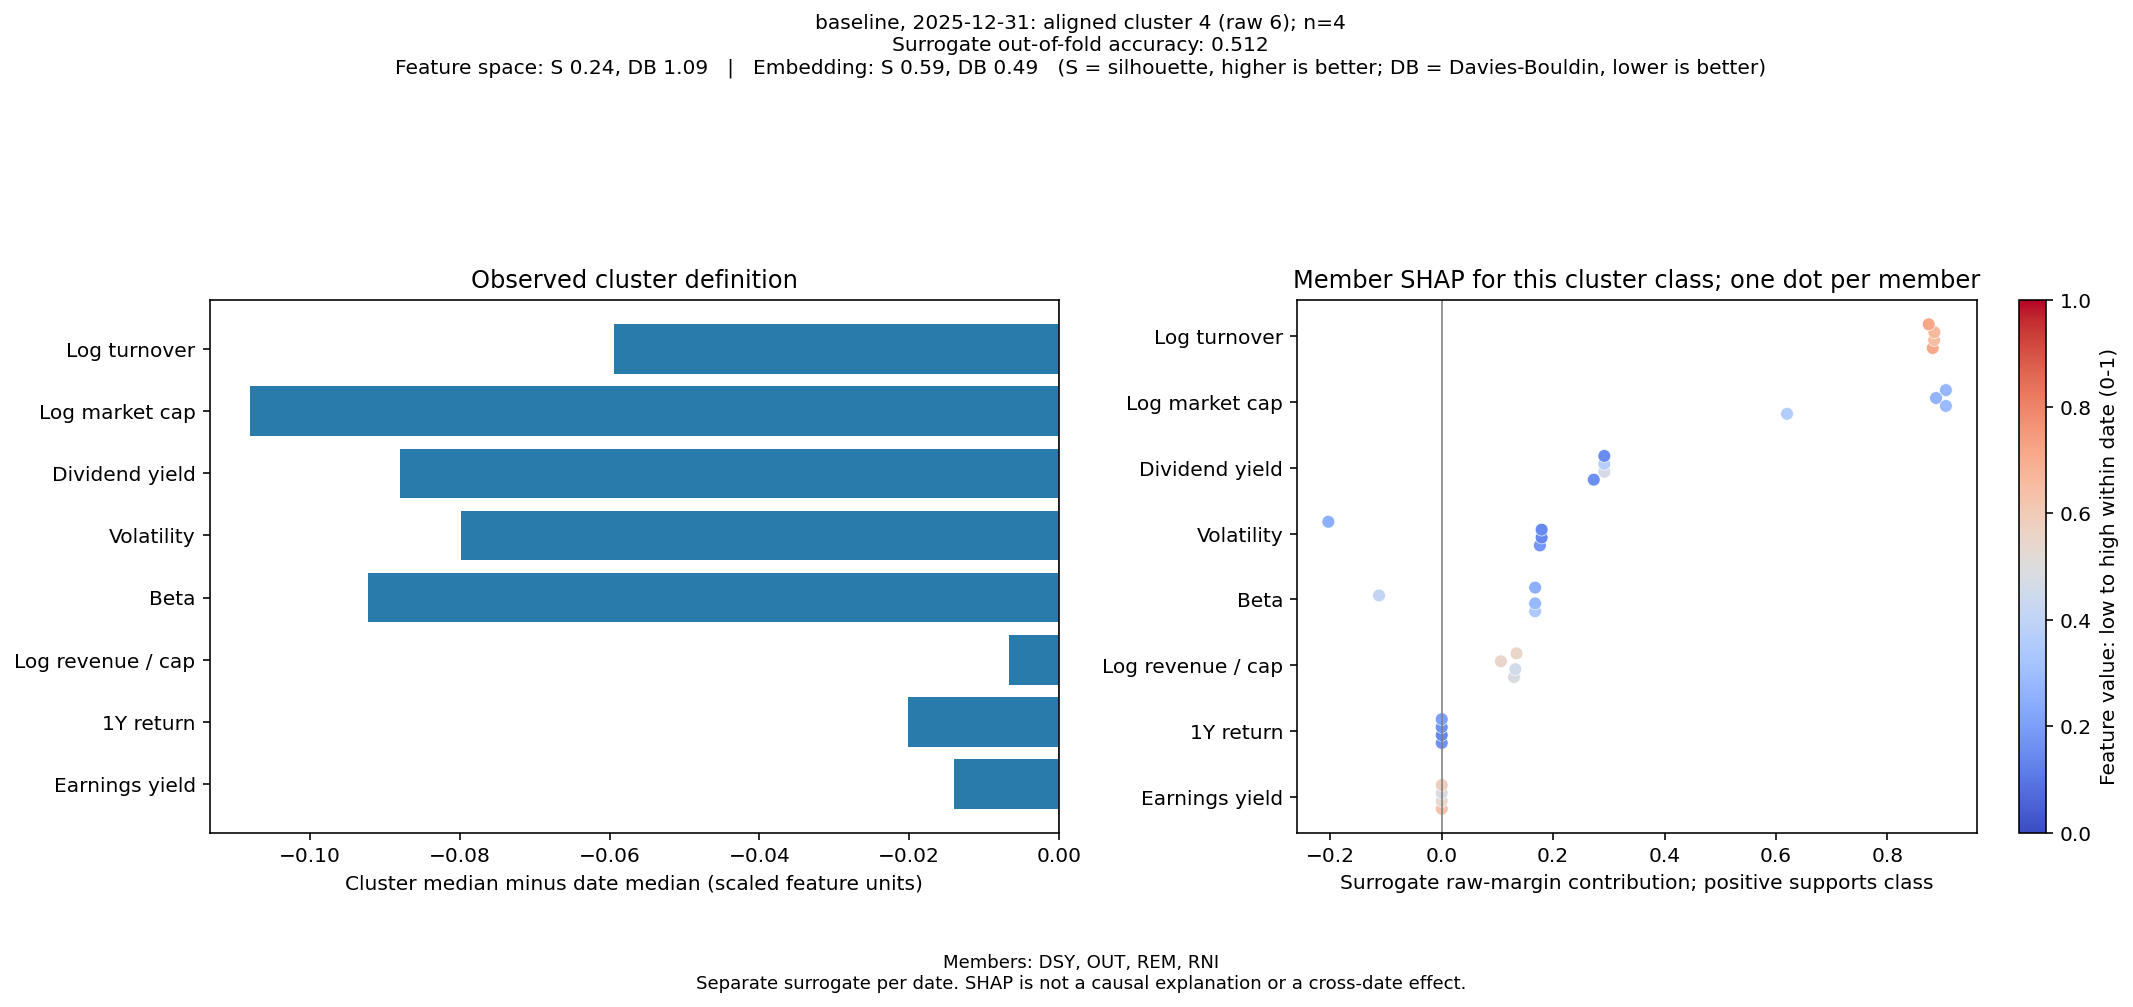 baseline, 2025-12-31: aligned cluster 4 (raw 6); n=4
Surrogate out-of-fold accuracy: 0.512
Feature space: S 0.24, DB 1.09 | Embedding: S 0.59, DB 0.49 (S = silhouette, higher is better; DB = Davies-Bouldin, lower is better)
Observed cluster definition
Log turnover
Log market cap
Dividend yield
Volatility
Beta
Log revenue / cap
1Y return
Earnings yield
−0.10 −0.08 −0.06 −0.04 −0.02 0.00
Cluster median minus date median (scaled feature units)
Member SHAP for this cluster class; one dot per member
Log turnover
Log market cap
Dividend yield
Volatility
Beta
Log revenue / cap
1Y return
Earnings yield
−0.2 0.0 0.2 0.4 0.6 0.8
Surrogate raw-margin contribution; positive supports class
1.0
0.8
0.6
0.4
0.2
0.0
Feature value: low to high within date (0-1)
Members: DSY, OUT, REM, RNI
Separate surrogate per date. SHAP is not a causal explanation or a cross-date effect.